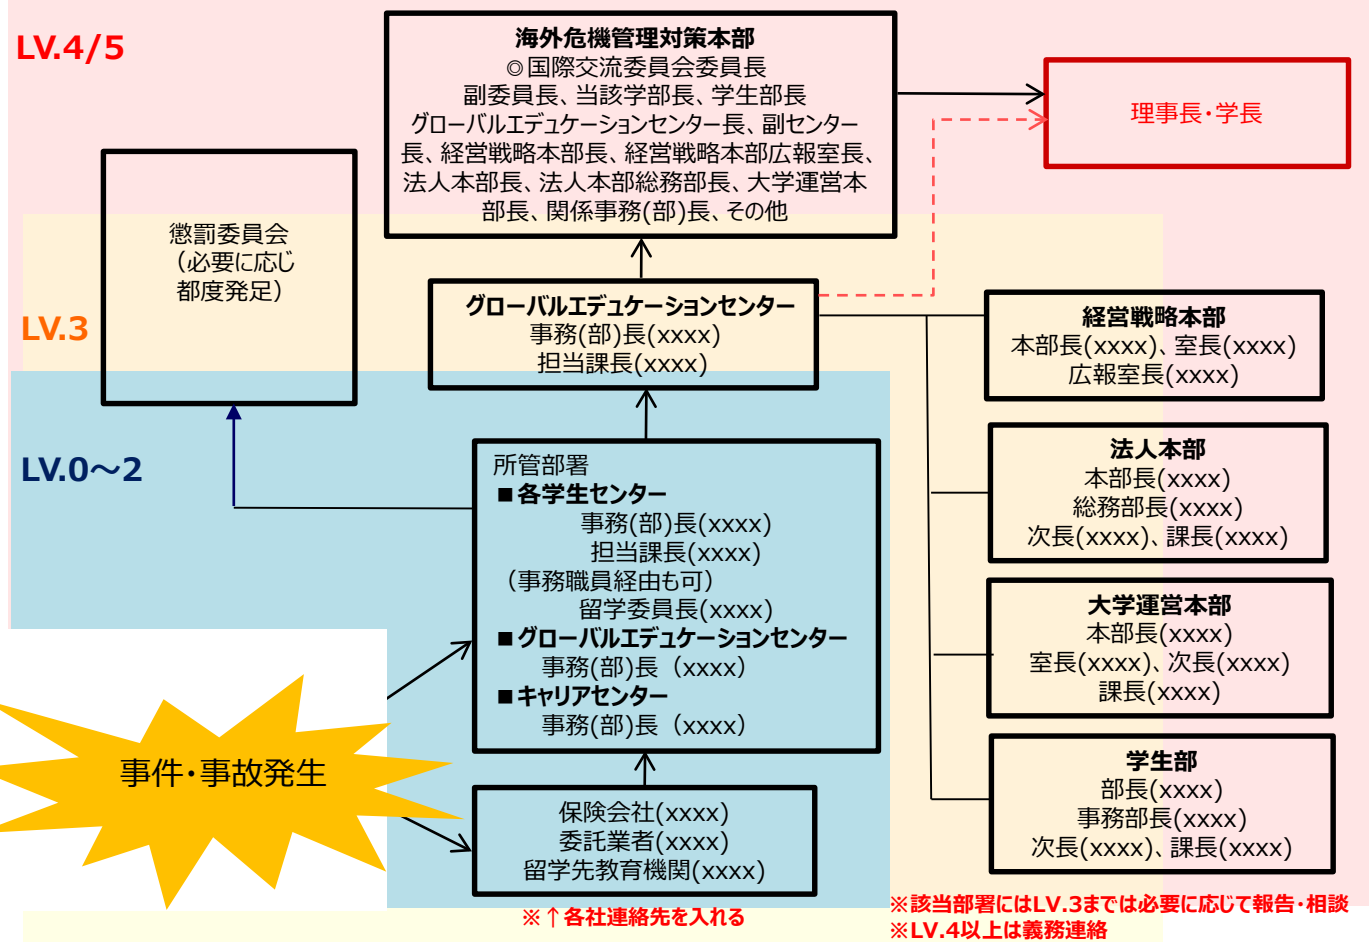 LV.4/5
海外危機管理対策本部
◎国際交流委員会委員長
副委員長、当該学部長、学生部長
グローバルエデュケーションセンター長、副センター
長、経営戦略本部長、経営戦略本部広報室長、
法人本部長、法人本部総務部長、大学運営本
部長、関係事務(部)長、その他
理事長・学長
懲罰委員会
（必要に応じ
都度発足）
LV.3
グローバルエデュケーションセンター
事務(部)長(xxxx)
担当課長(xxxx)
経営戦略本部
本部長(xxxx)、室長(xxxx)
広報室長(xxxx)
LV.0～2
所管部署
■各学生センター
事務(部)長(xxxx)
担当課長(xxxx)
（事務職員経由も可）
留学委員長(xxxx)
■グローバルエデュケーションセンター
事務(部)長（xxxx）
■キャリアセンター
事務(部)長（xxxx）
法人本部
本部長(xxxx)
総務部長(xxxx)
次長(xxxx)、課長(xxxx)
大学運営本部
本部長(xxxx)
室長(xxxx)、次長(xxxx)
課長(xxxx)
事件・事故発生
保険会社(xxxx)
委託業者(xxxx)
留学先教育機関(xxxx)
学生部
部長(xxxx)
事務部長(xxxx)
次長(xxxx)、課長(xxxx)
※↑各社連絡先を入れる
※該当部署にはLV.3までは必要に応じて報告・相談
※LV.4以上は義務連絡